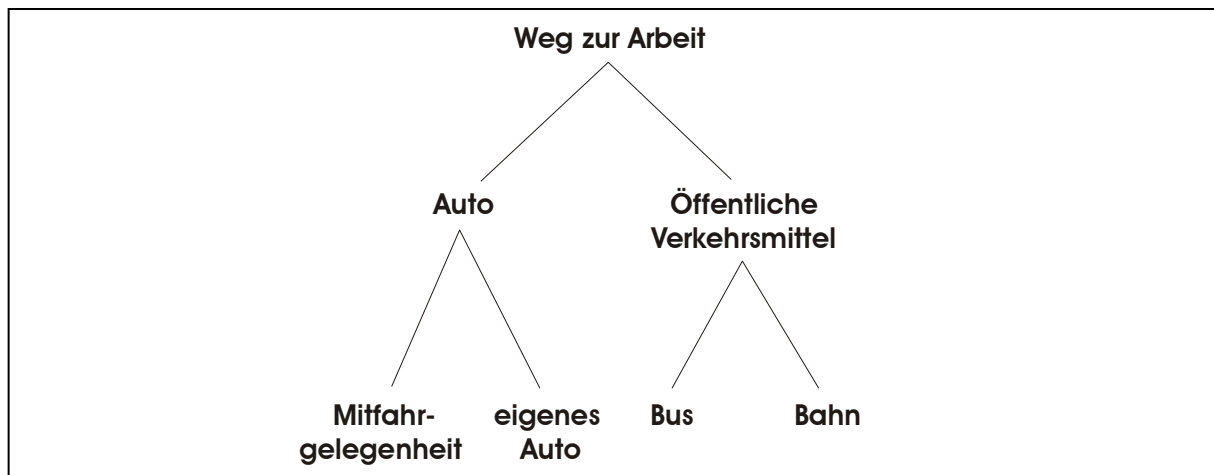 Weg zur Arbeit
Auto
Öffentliche
Verkehrsmittel
Mitfahr-
gelegenheit
eigenes
Auto
Bus
Bahn